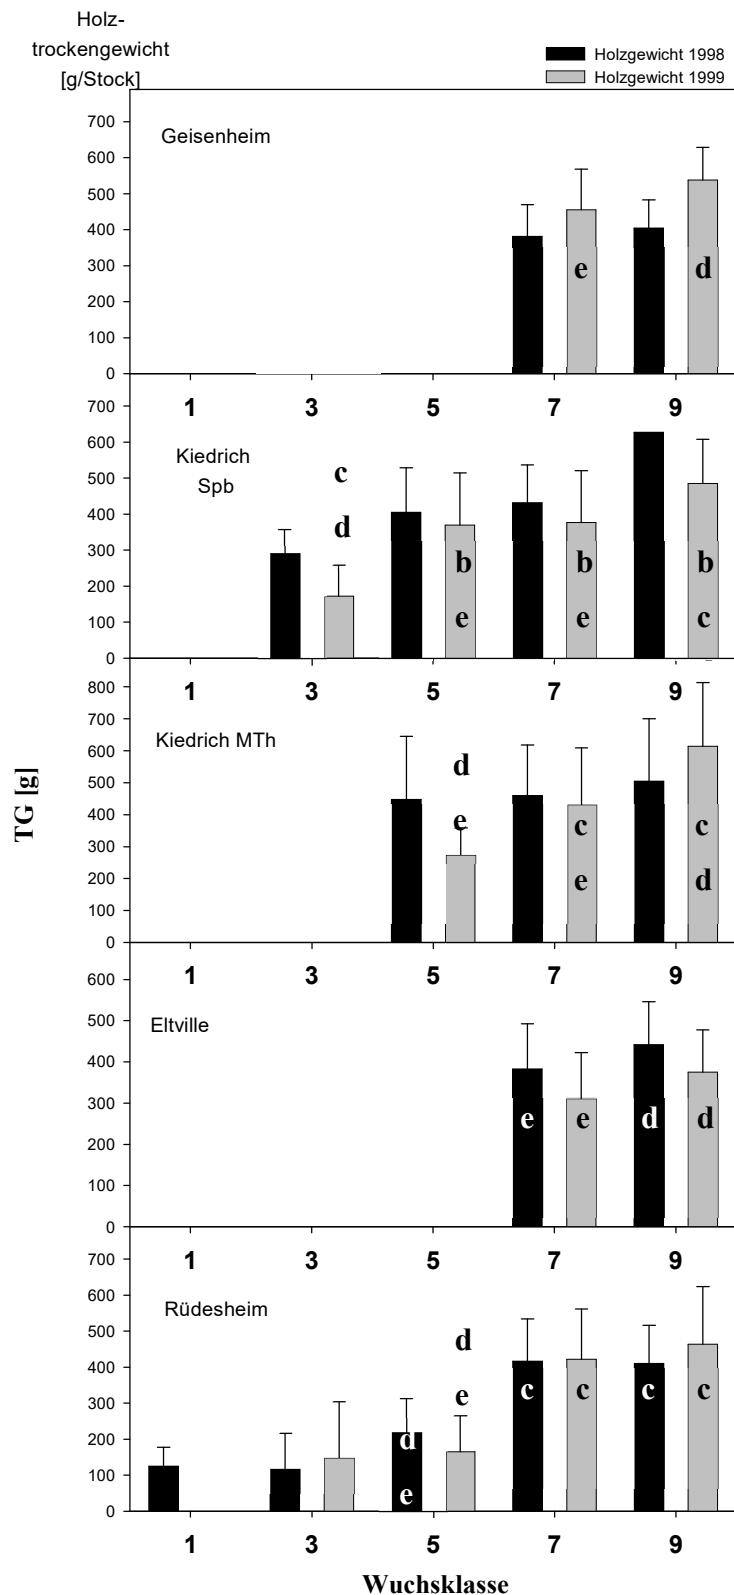 Holz-
trockengewicht
[g/Stock]
Holzgewicht 1998
Holzgewicht 1999
TG [g]
Geisenheim
700
600
500
400
300
200
100
0
e d
1 3 5 7 9
Kiedrich
Spb
700
600
500
400
300
200
100
0
c
d
b b b
e e c
1 3 5 7 9
Kiedrich MTh
800
700
600
500
400
300
200
100
0
d
e c c
e d
1 3 5 7 9
Eltville
600
500
400
300
200
100
0
e e d d
1 3 5 7 9
Rüdesheim
700
600
500
400
300
200
100
0
d
e c c c c
d
e
1 3 5 7 9
Wuchsklasse